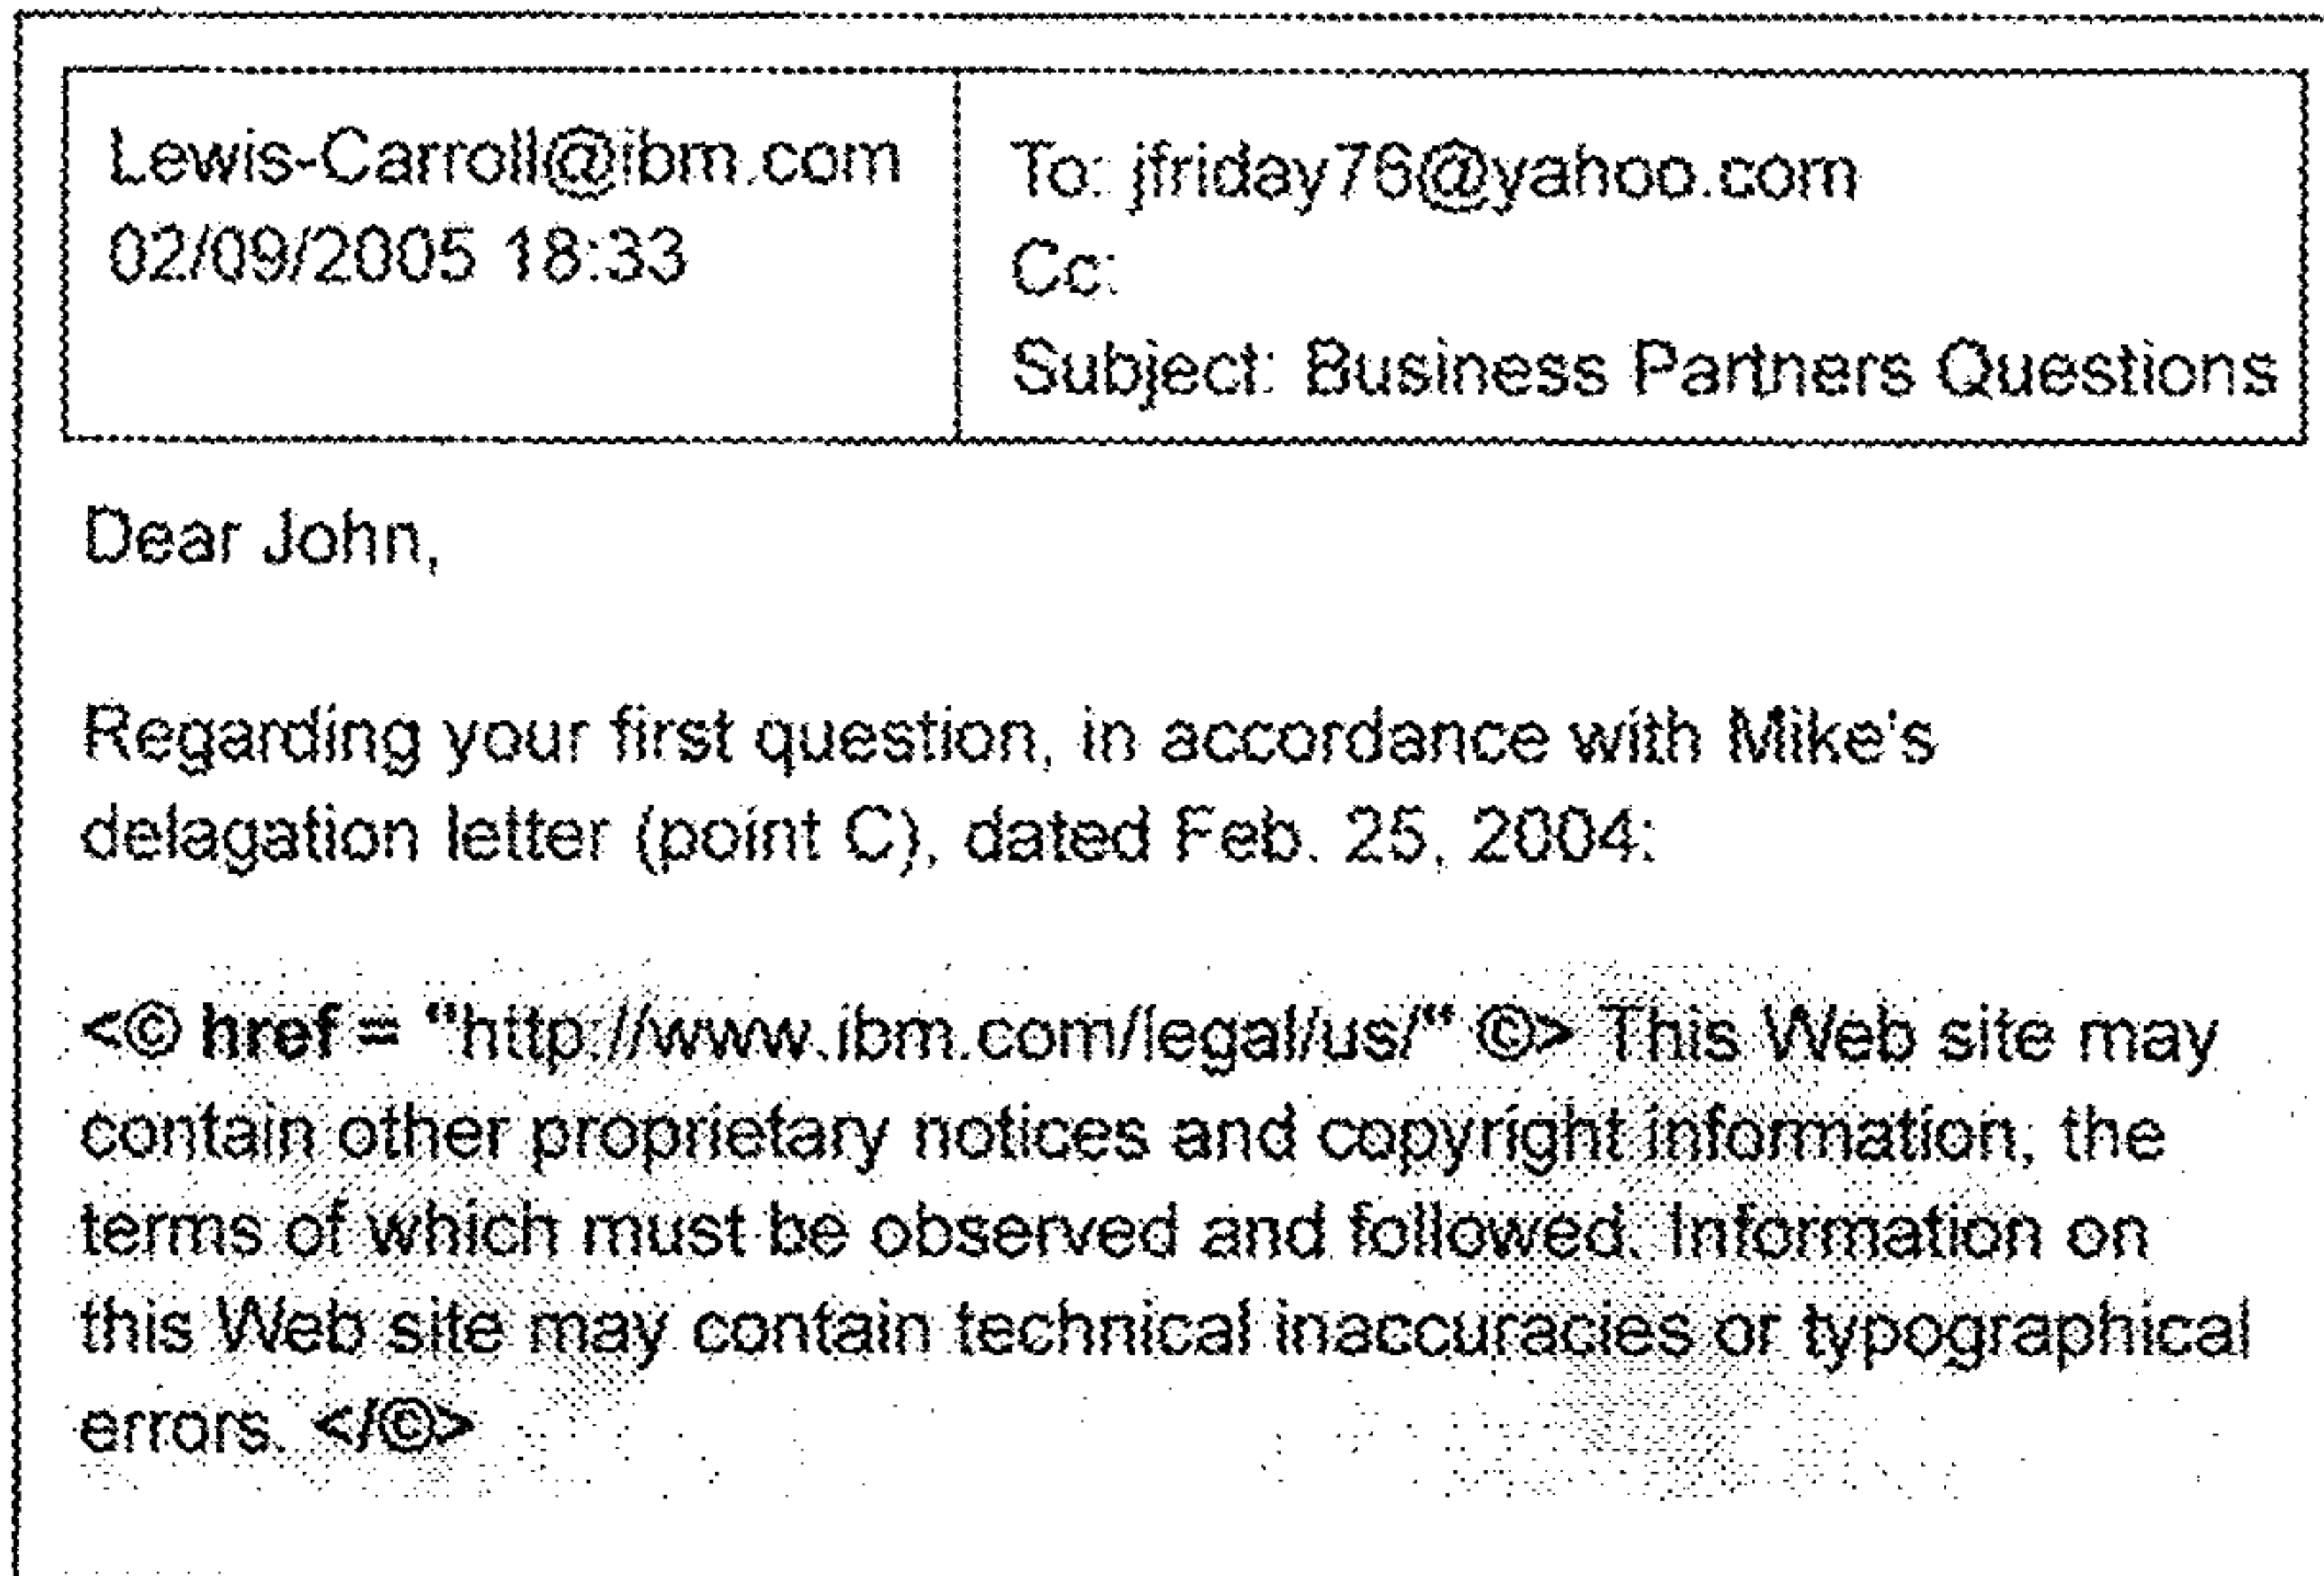 Lewis-Carroll@ibm.com
02/09/2005 18:33
To: jfriday76@yahoo.com
Cc:
Subject: Business Partners Questions
Dear John,
Regarding your first question, in accordance with Mike's
delagation letter (point C), dated Feb. 25, 2004:
<© href = "http://www.ibm.com/legal/us/" ©> This Web site may
contain other proprietary notices and copyright information, the
terms of which must be observed and followed. Information on
this Web site may contain technical inaccuracies or typographical
errors. </©>